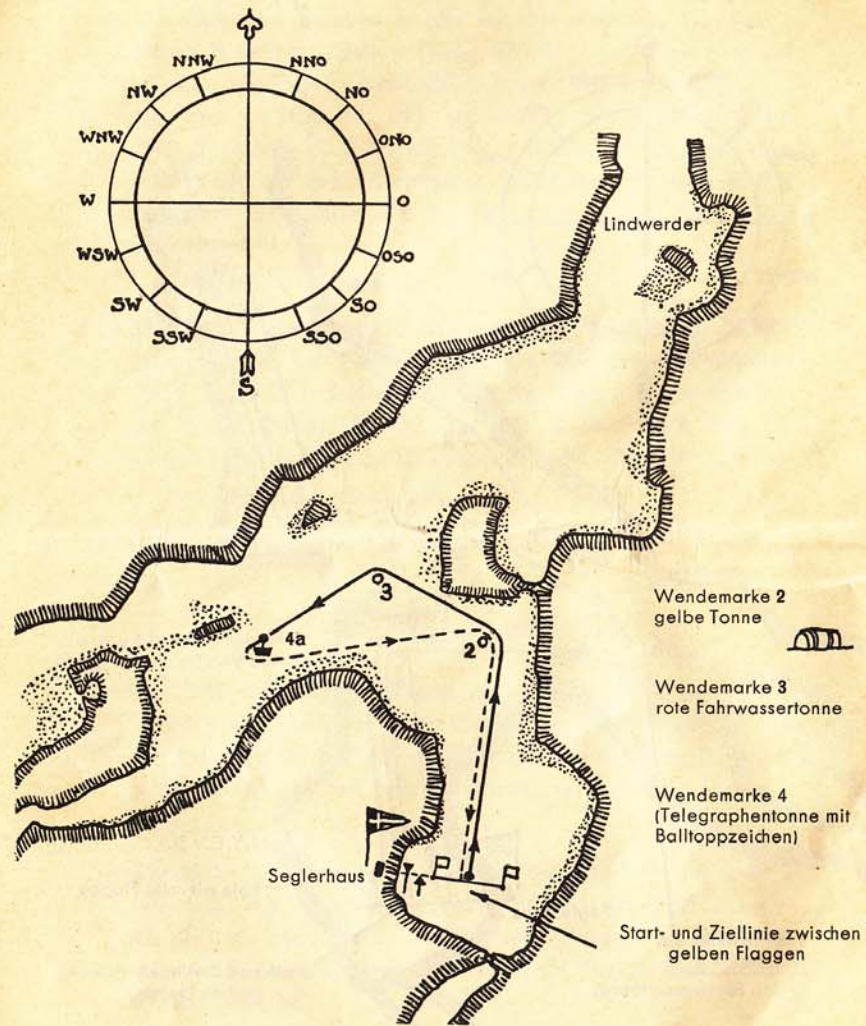 NNW
NNO
NW
NO
WNW
ONO
W
O
WSW
OSO
SW
SO
SSW
SSO
S
Lindwerder
3
4a
2
Wendemarke 2
gelbe Tonne
Wendemarke 3
rote Fahrwassertonne
Wendemarke 4
(Telegraphentonne mit
Balltoppzeichen)
Seglerhaus
Start- und Ziellinie zwischen
gelben Flaggen